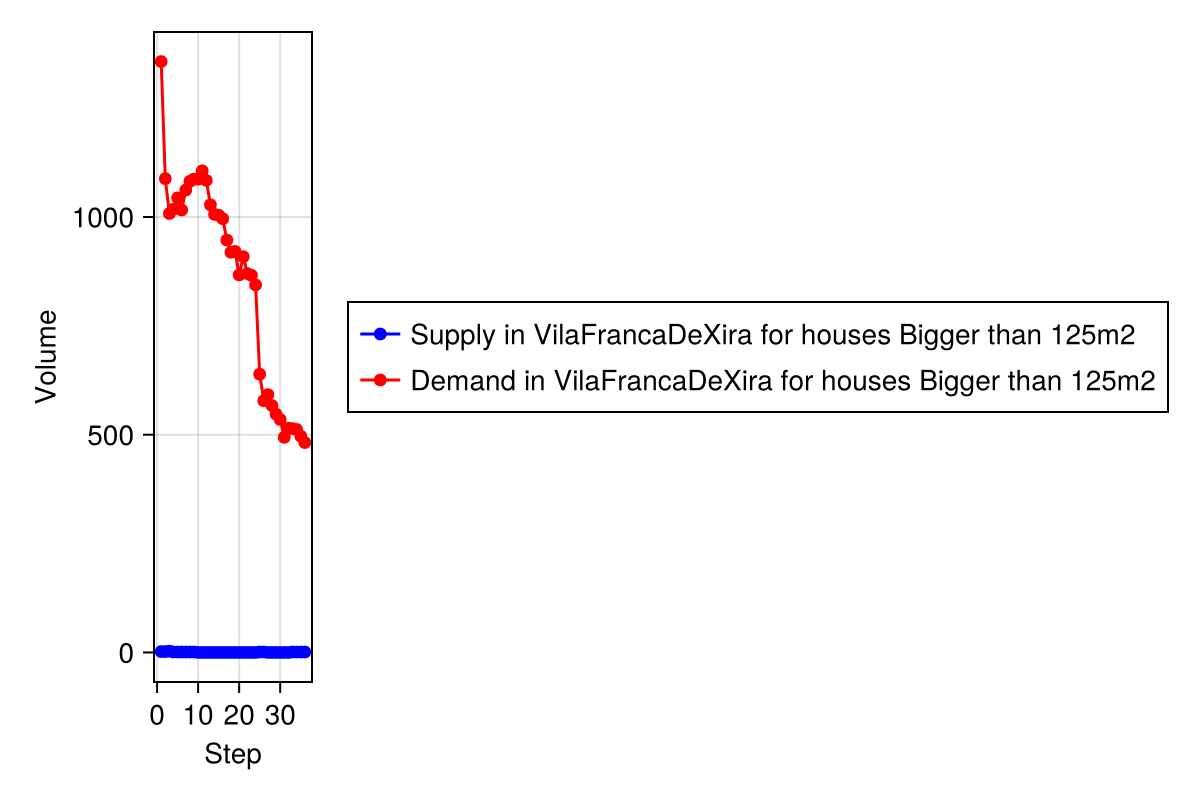 1000
500
0
Volume
0 10 20 30
Step
Supply in VilaFrancaDeXira for houses Bigger than 125m2
Demand in VilaFrancaDeXira for houses Bigger than 125m2